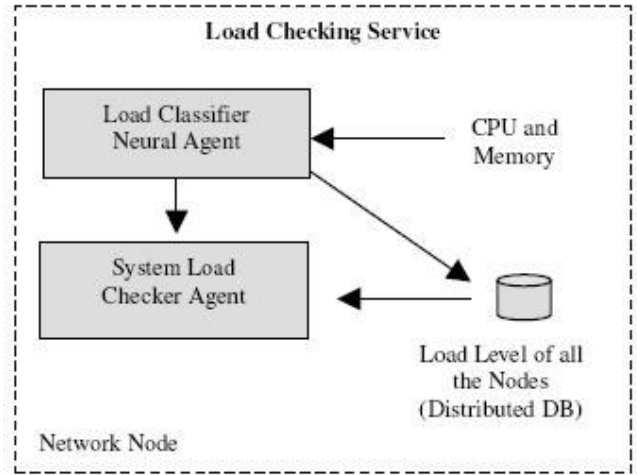 Load Checking Service
Load Classifier
Neural Agent
CPU and
Memory
System Load
Checker Agent
Load Level of all
the Nodes
(Distributed DB)
Network Node